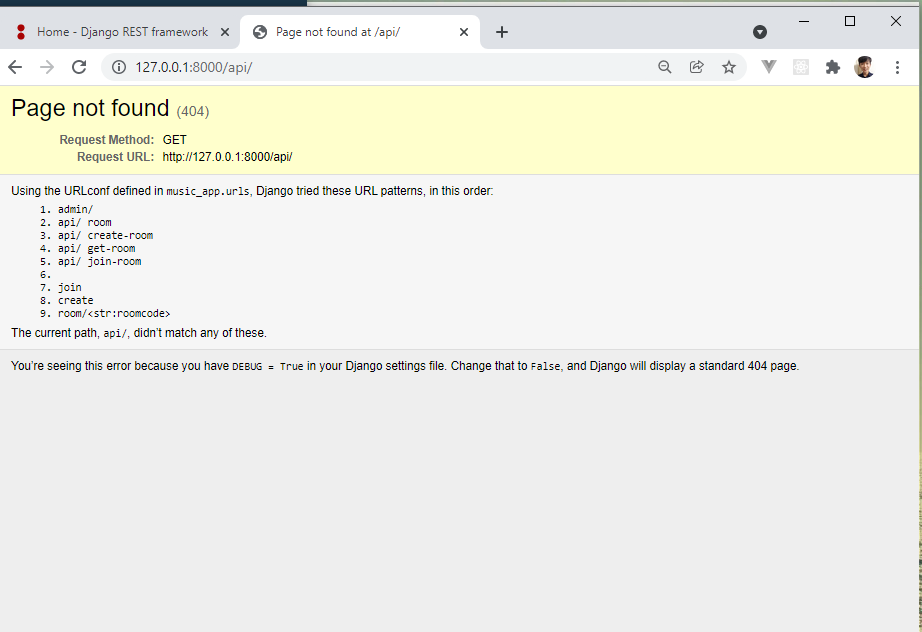 Home - Django REST framework
Page not found at /api/
127.0.0.1:8000/api/
Page not found (404)
Request Method: GET
Request URL: http://127.0.0.1:8000/api/
Using the URLconf defined in music_app.urls, Django tried these URL patterns, in this order:
1. admin/
2. api/ room
3. api/ create-room
4. api/ get-room
5. api/ join-room
6.
7. join
8. create
9. room/<str:roomcode>
The current path, api/, didn't match any of these.
You're seeing this error because you have DEBUG = True in your Django settings file. Change that to False, and Django will display a standard 404 page.